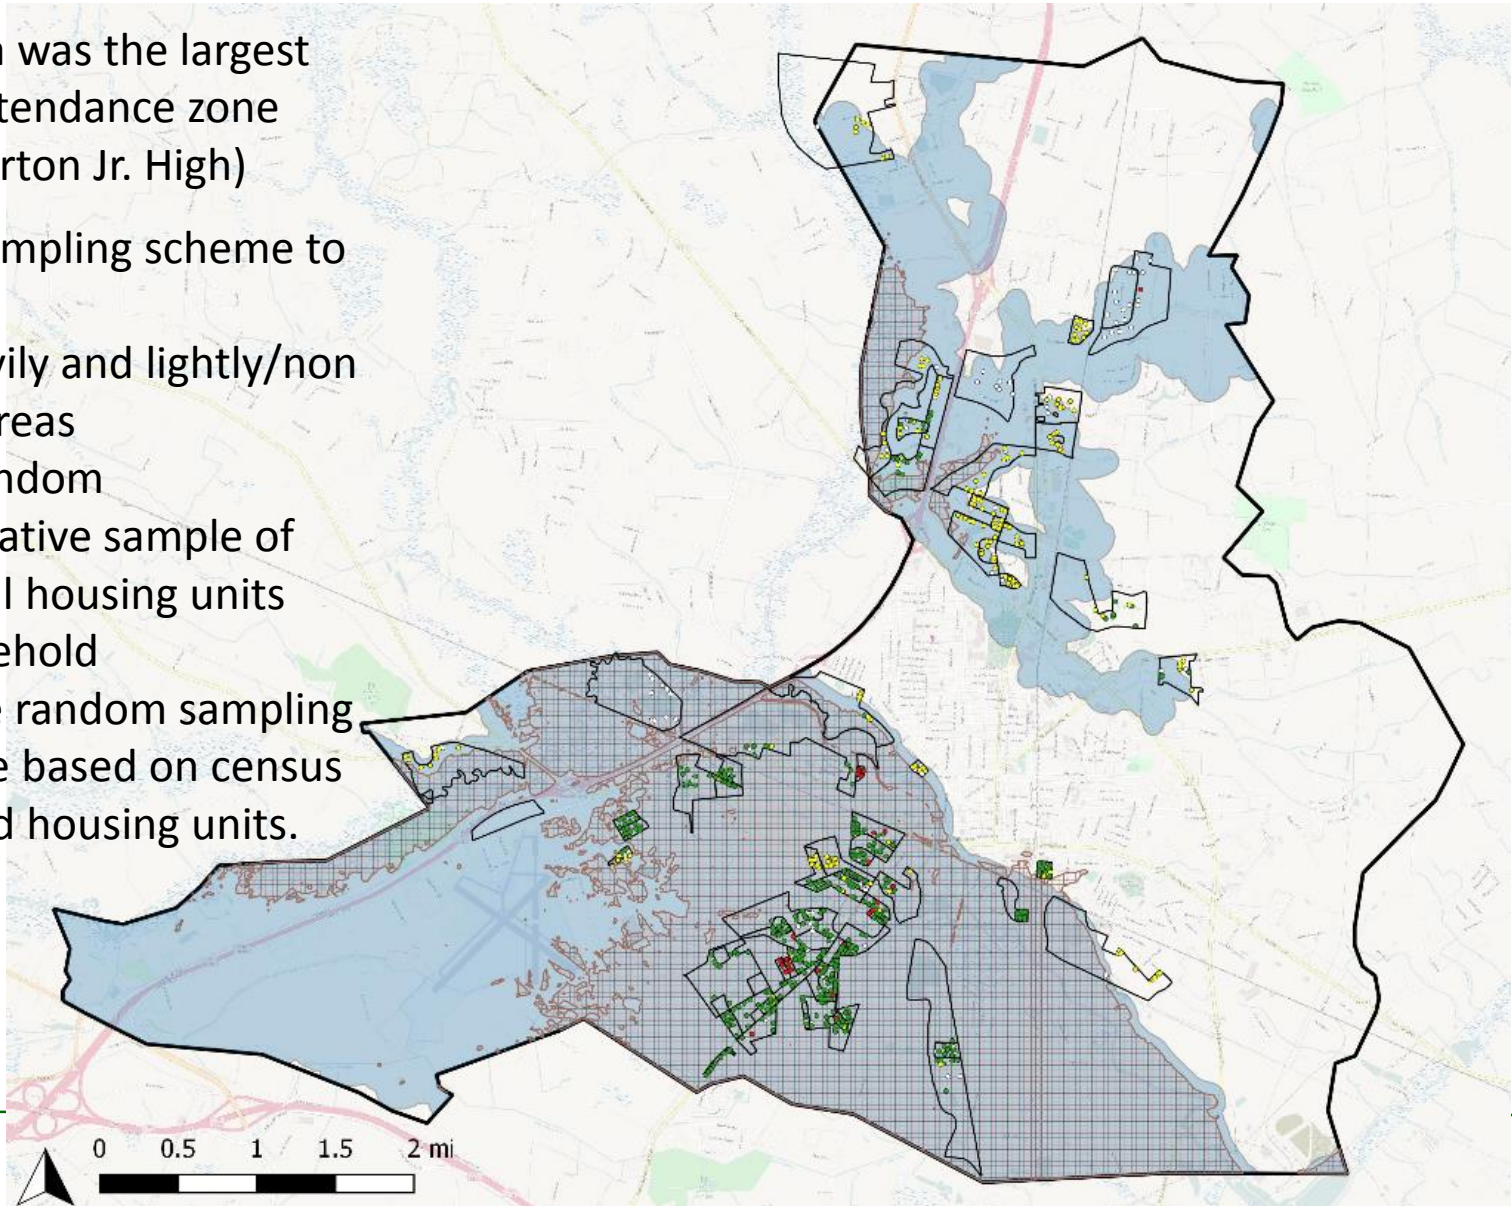 n was the largest
tendance zone
rton Jr. High)
mpling scheme to
vily and lightly/non
reas
ndom
ative sample of
l housing units
ehold
e random sampling
e based on census
d housing units.
0 0.5 1 1.5 2 mi